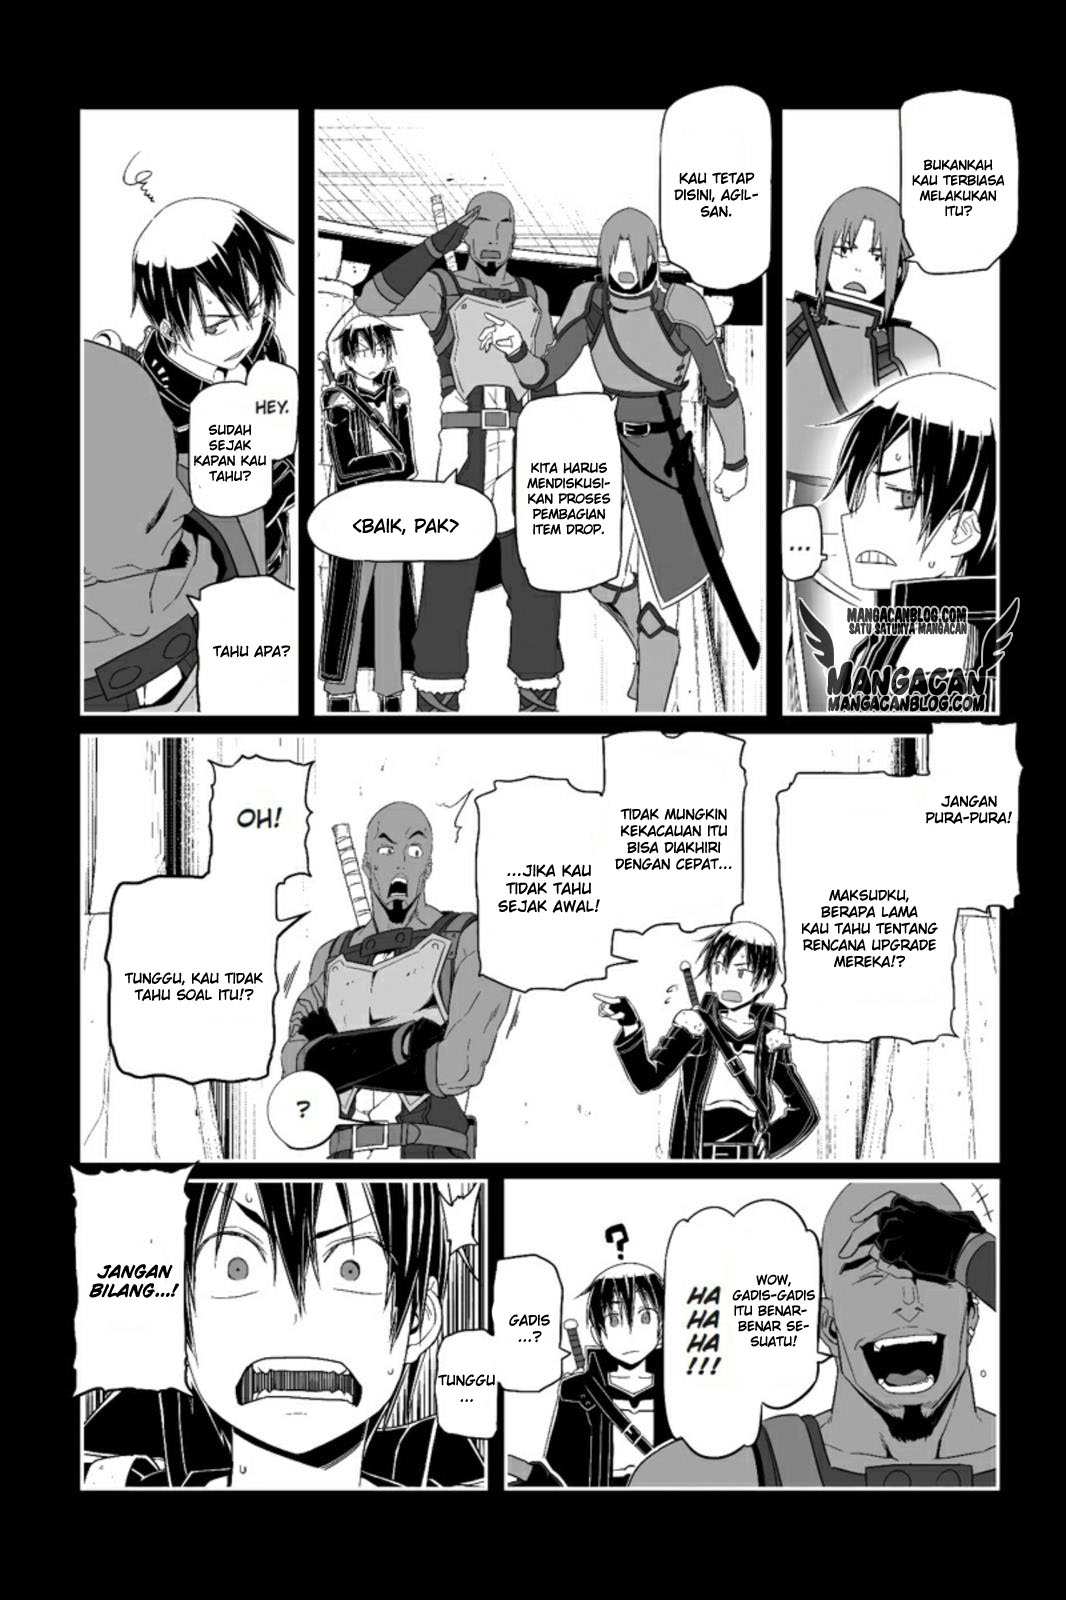 BUKANKAH
KAU TERBIASA
MELAKUKAN
ITU?
...
MANGACANBLOG.COM
SATU SATUNYA MANGACAN
MANGACAN
MANGACANBLOG.COM
KAU TETAP
DISINI, AGIL-
SAN.
KITA HARUS
MENDISKUSI-
KAN PROSES
PEMBAGIAN
ITEM DROP.
<BAIK, PAK>
HEY.
SUDAH
SEJAK
KAPAN KAU
TAHU?
TAHU APA?
JANGAN
PURA-PURA!
MAKSUDKU,
BERAPA LAMA
KAU TAHU TENTANG
RENCANA UPGRADE
MEREKA!?
TIDAK MUNGKIN
KEKACAUAN ITU
BISA DIAKHIRI
DENGAN CEPAT...
...JIKA KAU
TIDAK TAHU
SEJAK AWAL!
?
OH!
TUNGGU, KAU TIDAK
TAHU SOAL ITU!?
WOW,
GADIS-GADIS
ITU BENAR-
BENAR SE-
SUATU!
HA
HA
HA
!!!
?
GADIS
...?
TUNGGU
...
JANGAN
BILANG...!